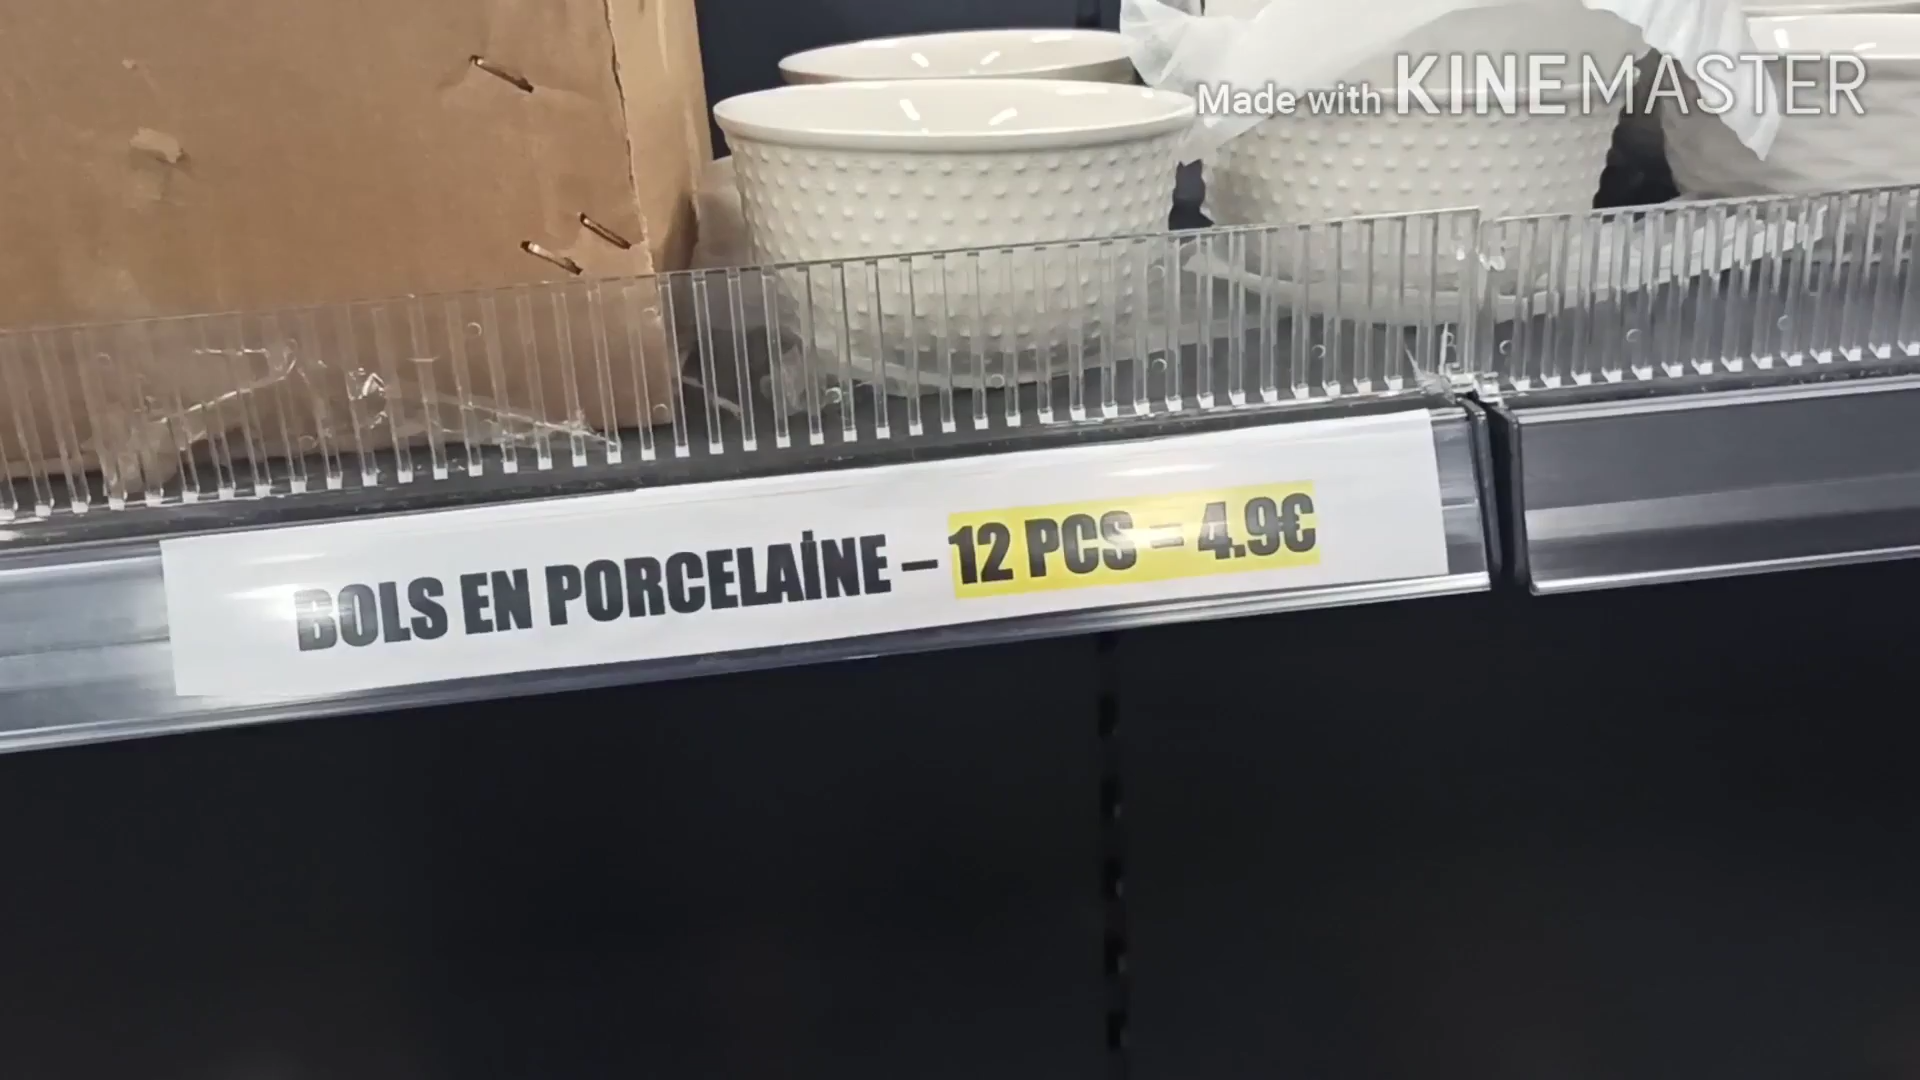 Made with KINEMASTER
BOLS EN PORCELAİNE – 12 PCS = 4.9€